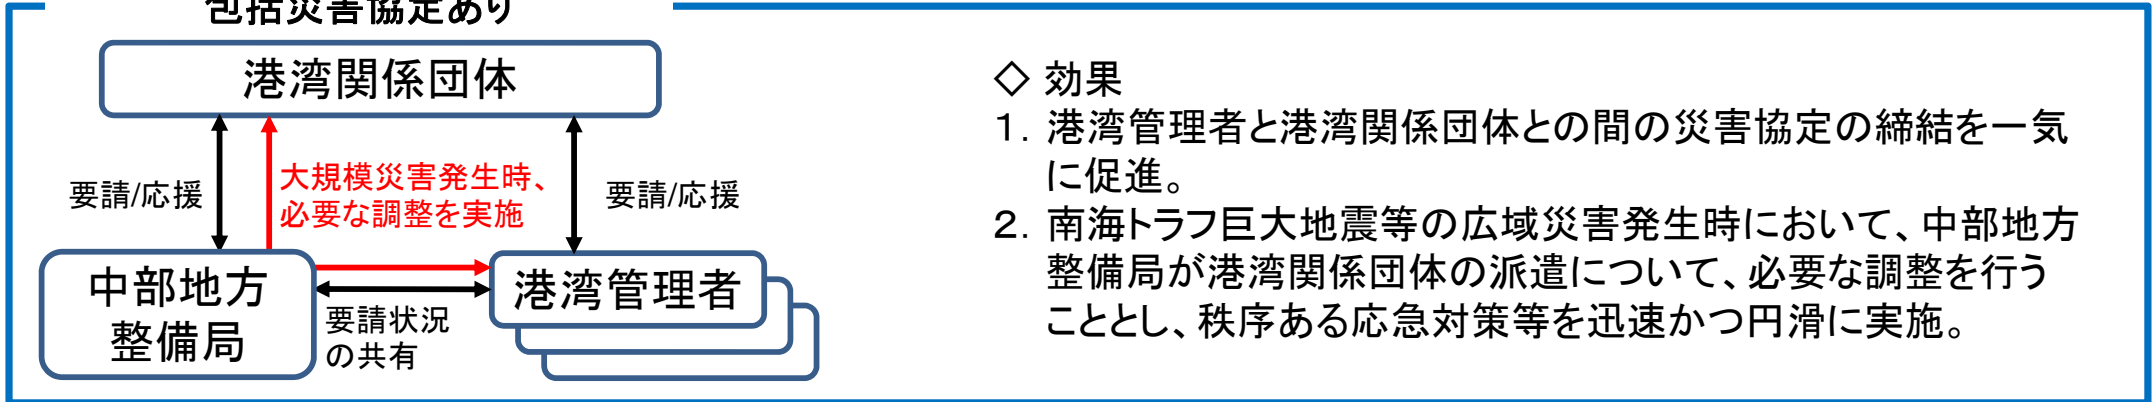 包括災害協定あり
港湾関係団体
要請/応援
大規模災害発生時、
必要な調整を実施
要請/応援
中部地方
整備局
要請状況
の共有
港湾管理者
◇ 効果
1. 港湾管理者と港湾関係団体との間の災害協定の締結を一気
に促進。
2. 南海トラフ巨大地震等の広域災害発生時において、中部地方
整備局が港湾関係団体の派遣について、必要な調整を行う
こととし、秩序ある応急対策等を迅速かつ円滑に実施。